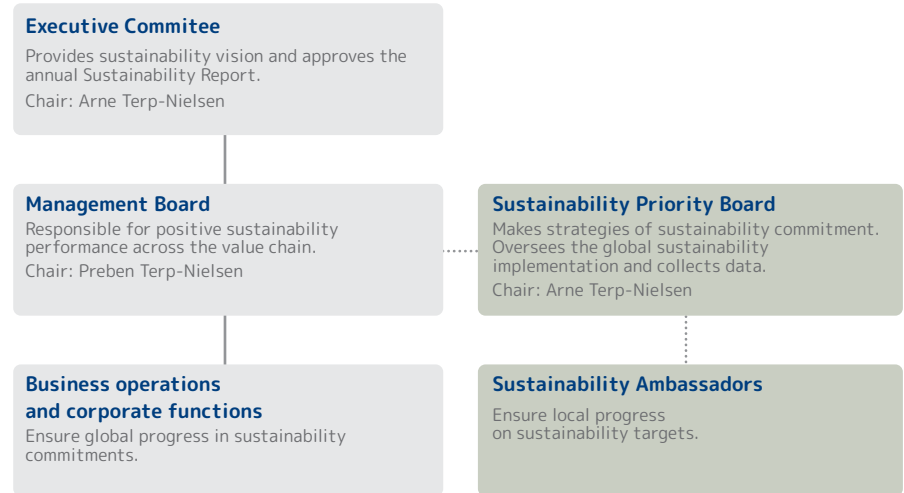 Executive Commitee
Provides sustainability vision and approves the
annual Sustainability Report.
Chair: Arne Terp-Nielsen
Management Board
Responsible for positive sustainability
performance across the value chain.
Chair: Preben Terp-Nielsen
Sustainability Priority Board
Makes strategies of sustainability commitment.
Oversees the global sustainability
implementation and collects data.
Chair: Arne Terp-Nielsen
Business operations
and corporate functions
Ensure global progress in sustainability
commitments.
Sustainability Ambassadors
Ensure local progress
on sustainability targets.